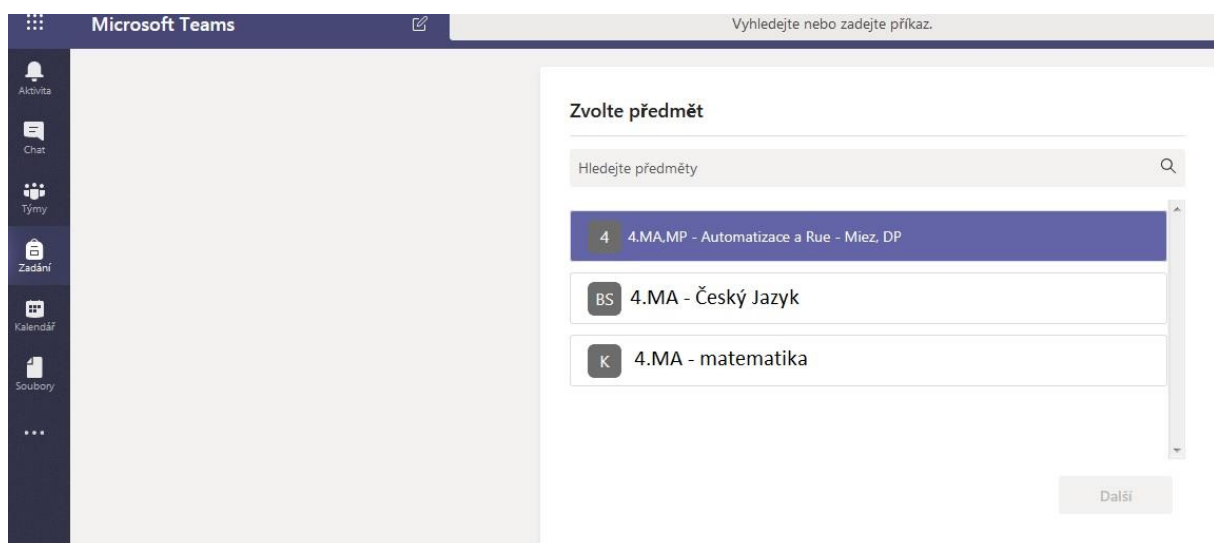 Microsoft Teams
Vyhledejte nebo zadejte příkaz.
Aktivita
Chat
Týmy
Zadání
Kalendář
Soubory
Zvolte předmět
Hledejte předměty
4 4.MA,MP - Automatizace a Rue - Miez, DP
BS 4.MA - Český Jazyk
K 4.MA - matematika
Další